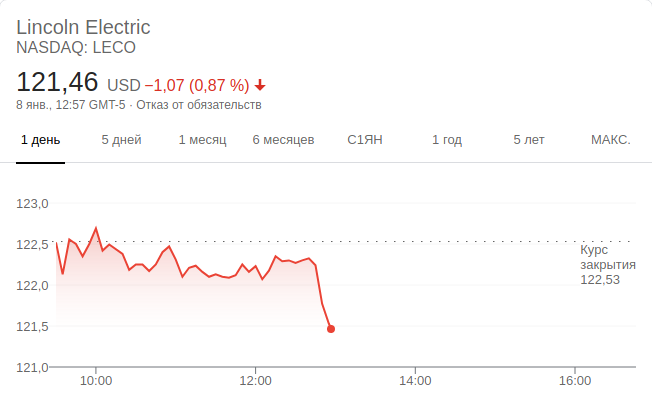 Lincoln Electric
NASDAQ: LECO
121,46 USD −1,07 (0,87 %)
8 янв., 12:57 GMT-5 · Отказ от обязательств
1 день 5 дней 1 месяц 6 месяцев С1ЯН 1 год 5 лет МАКС.
123,0
122,5
122,0
121,5
121,0
Курс
закрытия
122,53
10:00 12:00 14:00 16:00